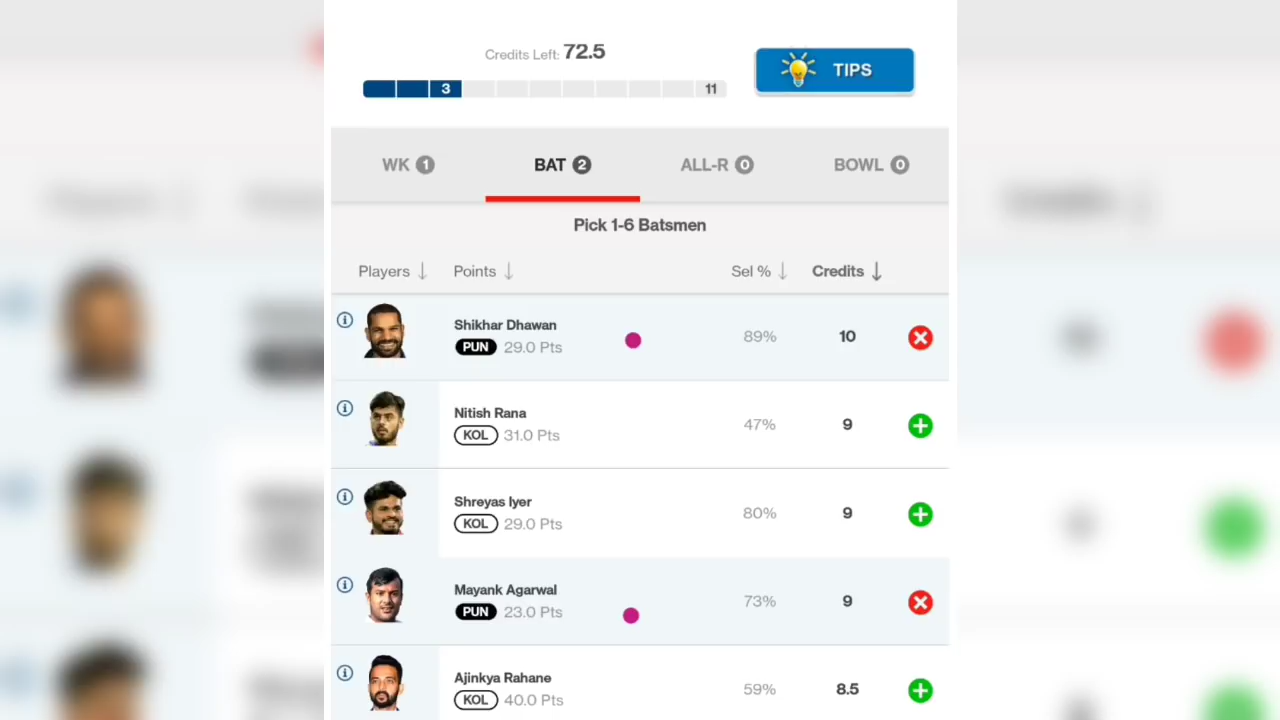 Credits Left: 72.5
3 11
TIPS
WK 1 BAT 2 ALL-R 0 BOWL 0
Pick 1-6 Batsmen
Players ↓ Points ↓ Sel % ↓ Credits ↓
Shikhar Dhawan
PUN 29.0 Pts 89% 10
Nitish Rana
KOL 31.0 Pts 47% 9
Shreyas Iyer
KOL 29.0 Pts 80% 9
Mayank Agarwal
PUN 23.0 Pts 73% 9
Ajinkya Rahane
KOL 40.0 Pts 59% 8.5